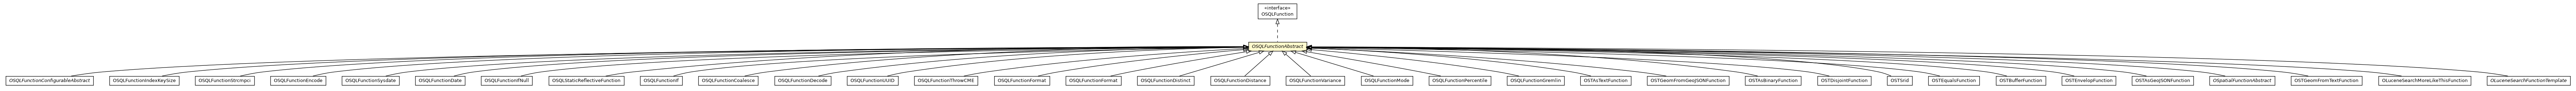 «interface»
OSQLFunction
OSQLFunctionAbstract
OSQLFunctionConfigurableAbstract
OSQLFunctionIndexKeySize
OSQLFunctionStrcmpci
OSQLFunctionEncode
OSQLFunctionSysdate
OSQLFunctionDate
OSQLFunctionIfNull
OSQLStaticReflectiveFunction
OSQLFunctionIf
OSQLFunctionCoalesce
OSQLFunctionDecode
OSQLFunctionUUID
OSQLFunctionThrowCME
OSQLFunctionFormat
OSQLFunctionFormat
OSQLFunctionDistinct
OSQLFunctionDistance
OSQLFunctionVariance
OSQLFunctionMode
OSQLFunctionPercentile
OSQLFunctionGremlin
OSTAsTextFunction
OSTGeomFromGeoJSONFunction
OSTAsBinaryFunction
OSTDisjointFunction
OSTSrid
OSTEqualsFunction
OSTBufferFunction
OSTEnvelopFunction
OSTAsGeoJSONFunction
OSpatialFunctionAbstract
OSTGeomFromTextFunction
OLuceneSearchMoreLikeThisFunction
OLuceneSearchFunctionTemplate